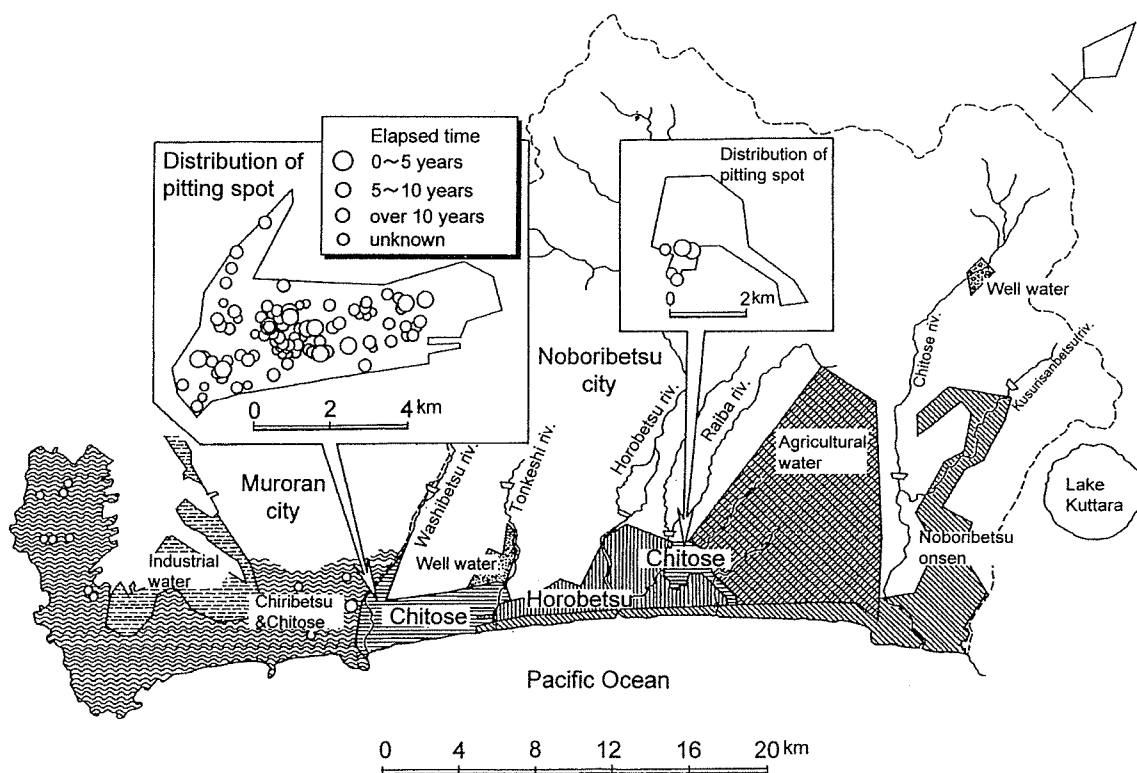 Elapsed time
0~5 years
5~10 years
over 10 years
unknown
Distribution of
pitting spot
0 2 4 km
Distribution of
pitting spot
0 2 km
Well water
Chitose riv.
Kusurisanbetsu riv.
Noboribetsu
city
Horobetsu riv.
Raiba riv.
Agricultural
water
Lake
Kuttara
Muroran
city
Washibetsu riv.
Tonkeshi riv.
Industrial
water
Well water
Chitose
Noboribetsu
onsen
Chiribetsu
&Chitose
Chitose
Horobetsu
Pacific Ocean
0 4 8 12 16 20 km